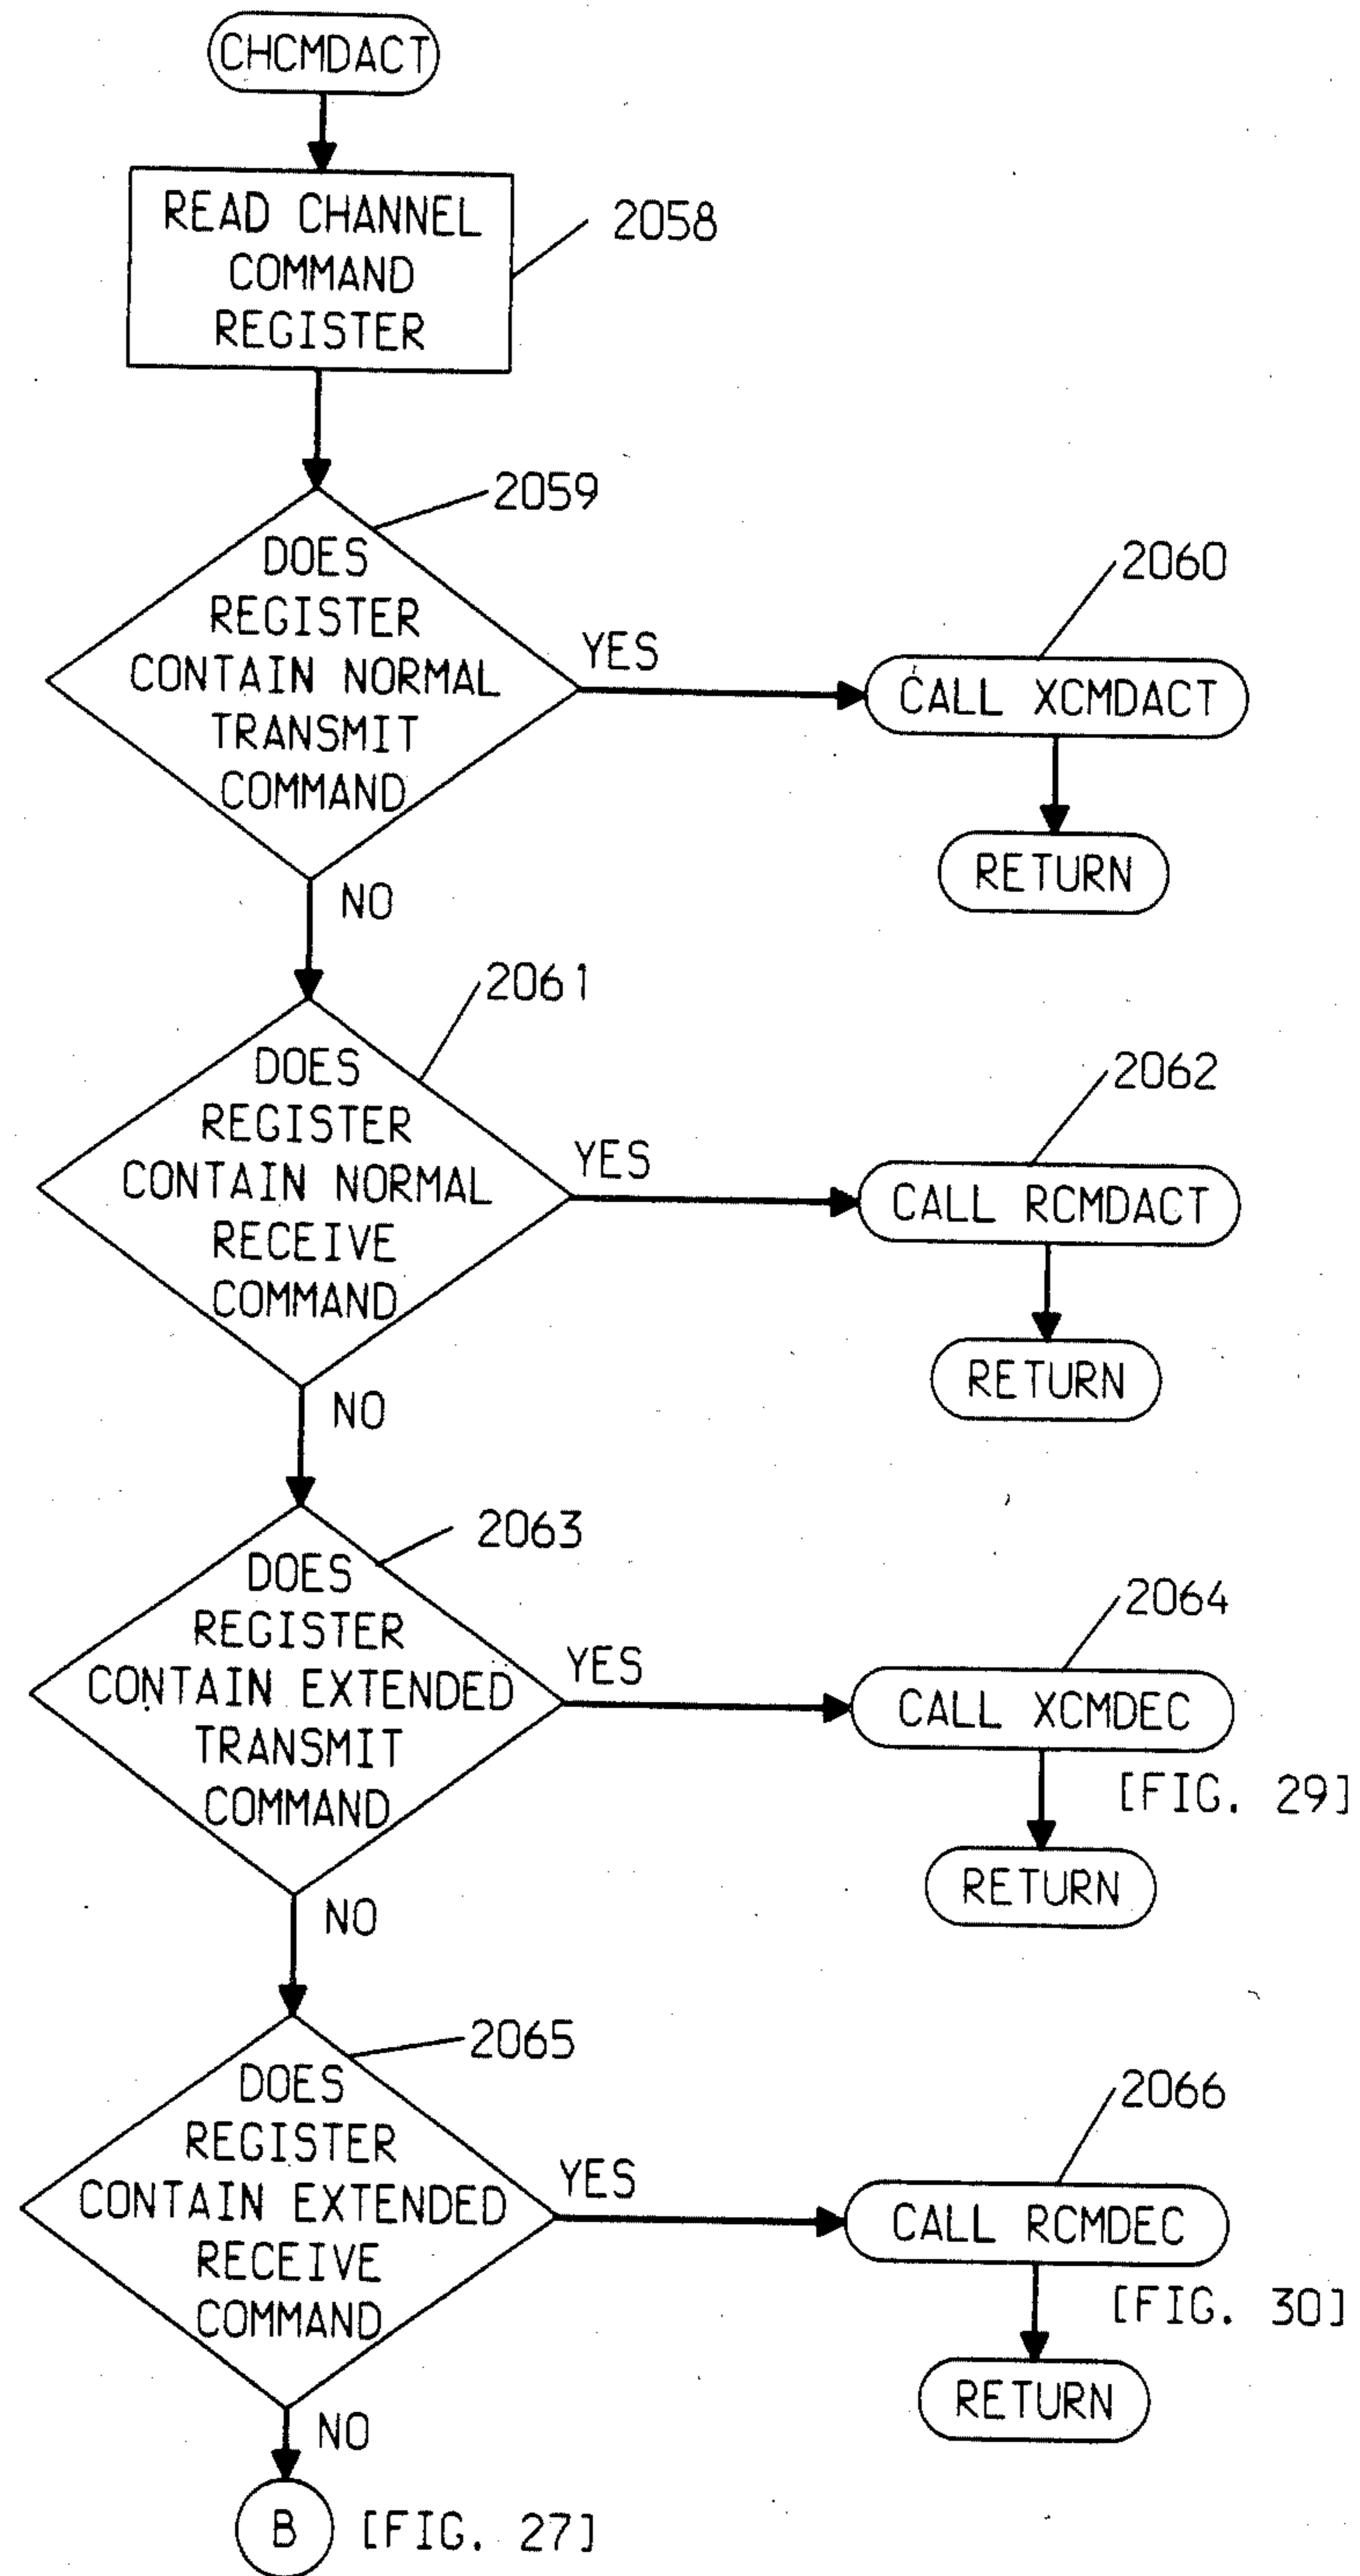 CHCMDACT
READ CHANNEL
COMMAND
REGISTER
2058
2059
DOES
REGISTER
CONTAIN NORMAL
TRANSMIT
COMMAND
YES
2060
CALL XCMDACT
RETURN
NO
2061
DOES
REGISTER
CONTAIN NORMAL
RECEIVE
COMMAND
YES
2062
CALL RCMDACT
RETURN
NO
2063
DOES
REGISTER
CONTAIN EXTENDED
TRANSMIT
COMMAND
YES
2064
CALL XCMDEC
[FIG. 29]
RETURN
NO
2065
DOES
REGISTER
CONTAIN EXTENDED
RECEIVE
COMMAND
YES
2066
CALL RCMDEC
[FIG. 30]
RETURN
NO
B [FIG. 27]